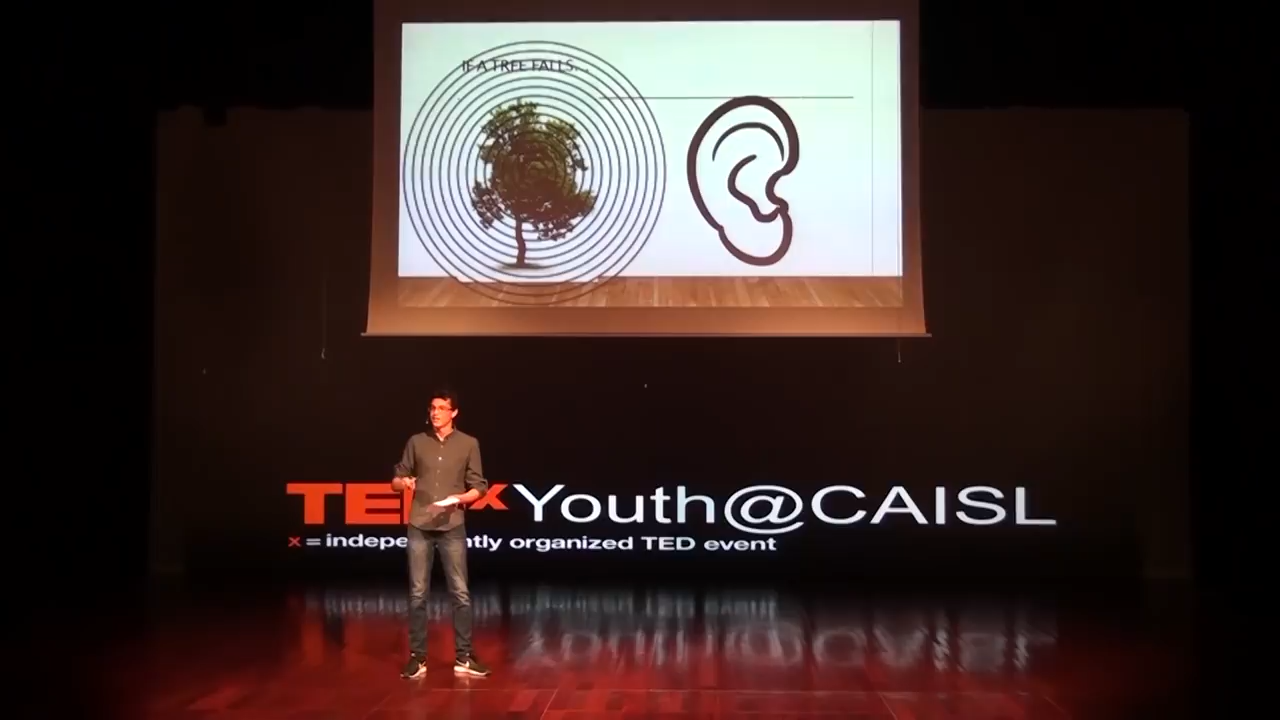 IF A TREE FALLS...
TEDxYouth@CAISL
x = independently organized TED event